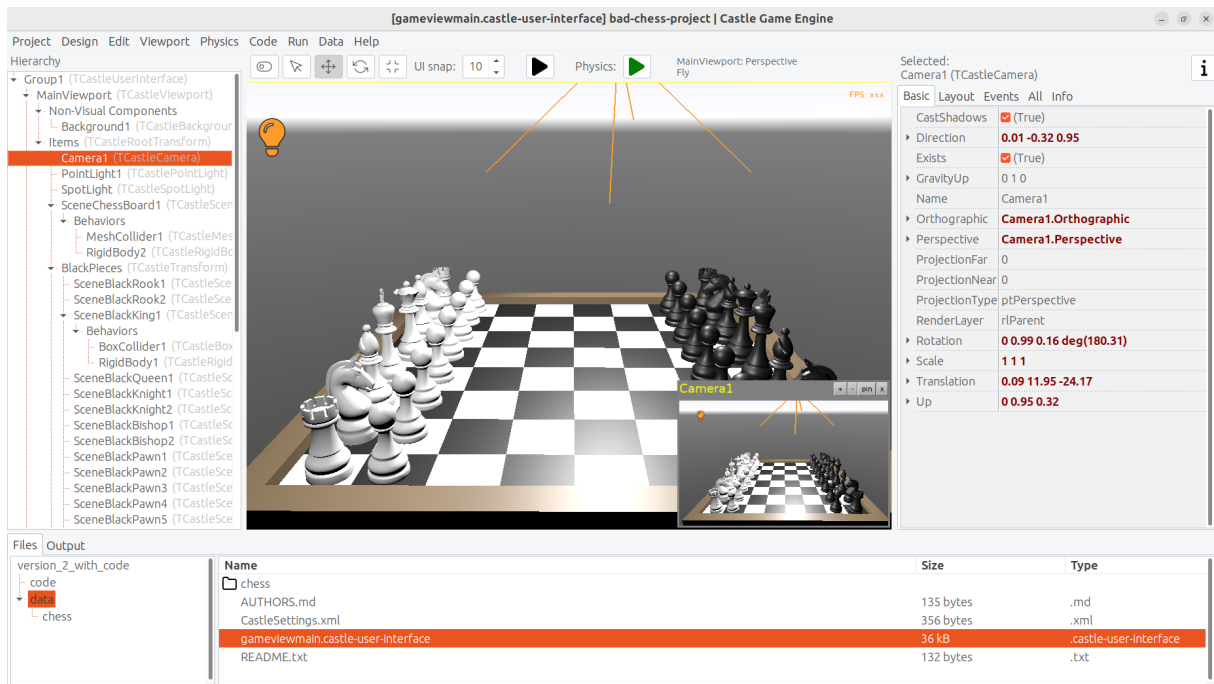 [gameviewmain.castle-user-interface] bad-chess-project | Castle Game Engine
Project Design Edit Viewport Physics Code Run Data Help
Hierarchy
Group1 (TCastleUserInterface)
MainViewport (TCastleViewport)
Non-Visual Components
Background1 (TCastleBackgroun
Items (TCastleRootTransform)
Camera1 (TCastleCamera)
PointLight1 (TCastlePointLight)
SpotLight (TCastleSpotLight)
SceneChessBoard1 (TCastleScen
Behaviors
MeshCollider1 (TCastleMes
RigidBody2 (TCastleRigidBo
BlackPieces (TCastleTransform)
SceneBlackRook1 (TCastleSce
SceneBlackRook2 (TCastleSce
SceneBlackKing1 (TCastleScen
Behaviors
BoxCollider1 (TCastleBox
RigidBody1 (TCastleRigid
SceneBlackQueen1 (TCastleSc
SceneBlackKnight1 (TCastleSc
SceneBlackKnight2 (TCastleSc
SceneBlackBishop1 (TCastleSc
SceneBlackBishop2 (TCastleSc
SceneBlackPawn1 (TCastleSce
SceneBlackPawn2 (TCastleSce
SceneBlackPawn3 (TCastleSce
SceneBlackPawn4 (TCastleSce
SceneBlackPawn5 (TCastleSce
UI snap: 10
Physics:
MainViewport: Perspective
Fly
FPS: xxx
Camera1
+ - pin x
Selected:
Camera1 (TCastleCamera)
i
Basic Layout Events All Info
CastShadows (True)
Direction 0.01 -0.32 0.95
Exists (True)
GravityUp 0 1 0
Name Camera1
Orthographic Camera1.Orthographic
Perspective Camera1.Perspective
ProjectionFar 0
ProjectionNear 0
ProjectionType ptPerspective
RenderLayer rlParent
Rotation 0 0.99 0.16 deg(180.31)
Scale 1 1 1
Translation 0.09 11.95 -24.17
Up 0 0.95 0.32
Files Output
version_2_with_code
code
data
chess
Name Size Type
chess
AUTHORS.md 135 bytes .md
CastleSettings.xml 356 bytes .xml
gameviewmain.castle-user-interface 36 kB .castle-user-interface
README.txt 132 bytes .txt